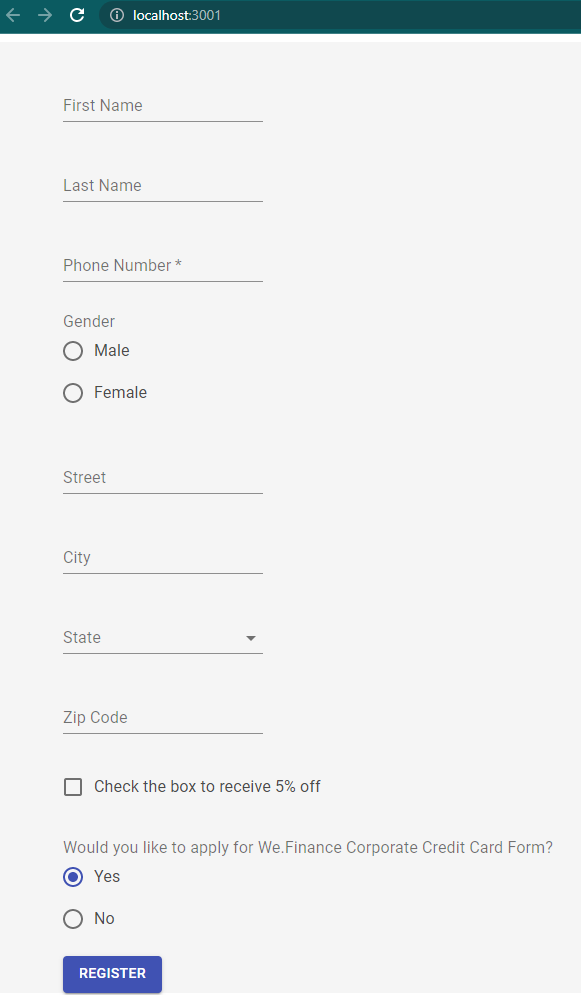 localhost:3001
First Name
Last Name
Phone Number *
Gender
Male
Female
Street
City
State
Zip Code
Check the box to receive 5% off
Would you like to apply for We.Finance Corporate Credit Card Form?
Yes
No
REGISTER